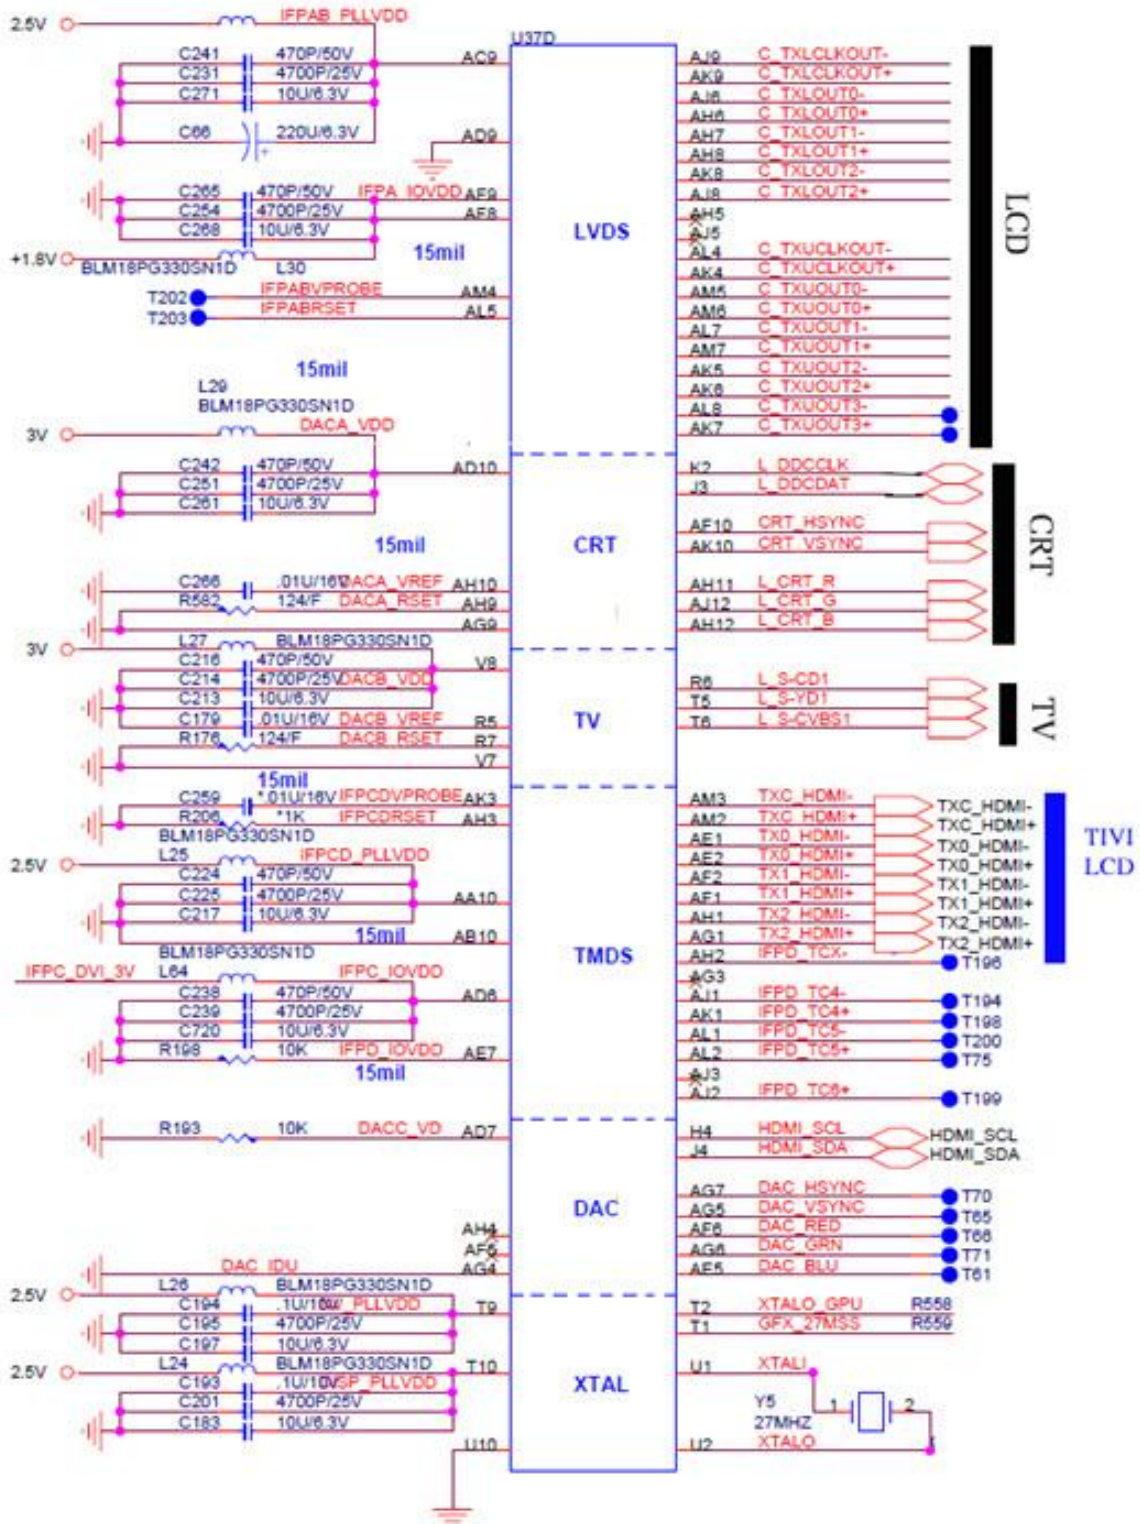 2.5V IFPAB_PLLVDD
U37D
C241 470P/50V AC9 AJ9 C_TXLCLKOUT-
C231 4700P/25V AK9 C_TXLCLKOUT+
C271 10U/6.3V AJ6 C_TXLOUT0-
AH6 C_TXLOUT0+
C66 220U/6.3V AD9 AH7 C_TXLOUT1-
AH8 C_TXLOUT1+
AK8 C_TXLOUT2-
C265 470P/50V IFPA_IOVDD AF9 AJ8 C_TXLOUT2+
C254 4700P/25V AF8 AH5
C268 10U/6.3V LVDS AJ5
LCD
+1.8V 15mil AL4 C_TXUCLKOUT-
BLM18PG330SN1D L30 AK4 C_TXUCLKOUT+
T202 IFPABVPROBE AM4 AM5 C_TXUOUT0-
T203 IFPABRSET AL5 AM6 C_TXUOUT0+
AL7 C_TXUOUT1-
AM7 C_TXUOUT1+
15mil AK5 C_TXUOUT2-
L29 AK6 C_TXUOUT2+
BLM18PG330SN1D AL8 C_TXUOUT3-
3V DACA_VDD AK7 C_TXUOUT3+
C242 470P/50V AD10 K2 L_DDCCLK
C251 4700P/25V J3 L_DDCDAT
C261 10U/6.3V
AF10 CRT_HSYNC
15mil CRT AK10 CRT_VSYNC
CRT
C266 .01U/16V DACA_VREF AH10 AH11 L_CRT_R
R582 124/F DACA_RSET AH9 AJ12 L_CRT_G
AG9 AH12 L_CRT_B
3V L27 BLM18PG330SN1D
C216 470P/50V V8
C214 4700P/25V DACB_VDD R6 L_S-CD1
C213 10U/6.3V T5 L_S-YD1
C179 .01U/16V DACB_VREF R5 TV T6 L_S-CVBS1 TV
R176 124/F DACB_RSET R7
V7
15mil
C259 *.01U/16V IFPCDVPROBE AK3 AM3 TXC_HDMI- TXC_HDMI-
R206 *1K IFPCDRSET AH3 AM2 TXC_HDMI+ TXC_HDMI+
BLM18PG330SN1D AE1 TX0_HDMI- TX0_HDMI-
TIVI
2.5V L25 IFPCD_PLLVDD AE2 TX0_HDMI+ TX0_HDMI+
LCD
C224 470P/50V AF2 TX1_HDMI- TX1_HDMI-
C225 4700P/25V AA10 AF1 TX1_HDMI+ TX1_HDMI+
C217 10U/6.3V AH1 TX2_HDMI- TX2_HDMI-
15mil AB10 AG1 TX2_HDMI+ TX2_HDMI+
BLM18PG330SN1D TMDS AH2 IFPD_TCX- T196
IFPC_DVI_3V L64 IFPC_IOVDD AG3
C238 470P/50V AD6 AJ1 IFPD_TC4- T194
C239 4700P/25V AK1 IFPD_TC4+ T198
C720 10U/6.3V AL1 IFPD_TC5- T200
R198 10K IFPD_IOVDD AE7 AL2 IFPD_TC5+ T75
15mil AJ3
AJ2 IFPD_TC6+ T199
R193 10K DACC_VD AD7 H4 HDMI_SCL HDMI_SCL
J4 HDMI_SDA HDMI_SDA
AG7 DAC_HSYNC T70
DAC AG5 DAC_VSYNC T65
AH4 AF6 DAC_RED T66
AF5 AG6 DAC_GRN T71
DAC_IDU AG4 AE5 DAC_BLU T61
2.5V L26 BLM18PG330SN1D
C194 .1U/10V _PLLVDD T9 T2 XTALO_GPU R558
C195 4700P/25V T1 GFX_27MSS R559
C197 10U/6.3V
2.5V L24 BLM18PG330SN1D T10 U1 XTALI
C193 .1U/10V SP_PLLVDD XTAL
C201 4700P/25V Y5 1 2
C183 10U/6.3V 27MHZ
U10 U2 XTALO